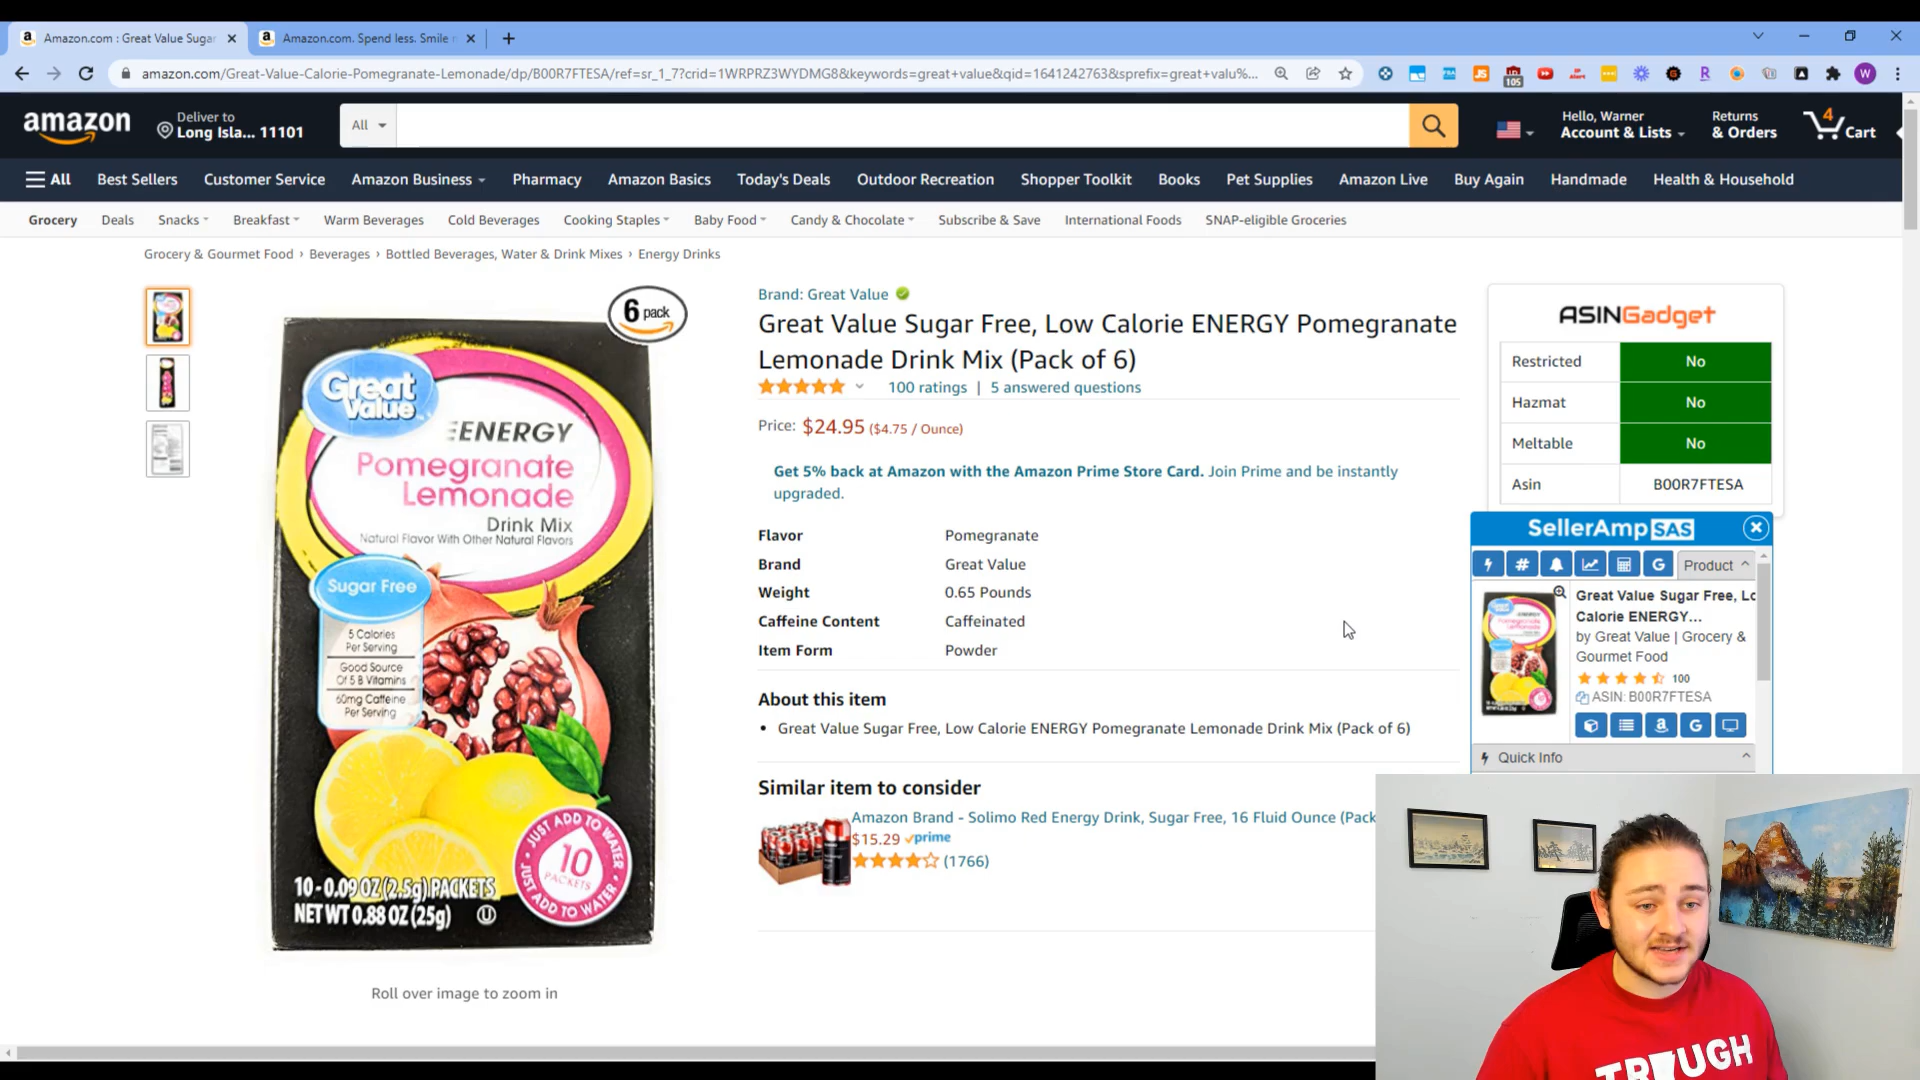 Amazon.com : Great Value Sugar
Amazon.com. Spend less. Smile
amazon.com/Great-Value-Calorie-Pomegranate-Lemonade/dp/B00R7FTESA/ref=sr_1_7?crid=1WRPRZ3WYDMG8&keywords=great+value&qid=1641242763&sprefix=great+valu%...
105
W
amazon
Deliver to
Long Isla... 11101
All
Hello, Warner
Account & Lists
Returns
& Orders
4
Cart
All Best Sellers Customer Service Amazon Business Pharmacy Amazon Basics Today's Deals Outdoor Recreation Shopper Toolkit Books Pet Supplies Amazon Live Buy Again Handmade Health & Household
Grocery Deals Snacks Breakfast Warm Beverages Cold Beverages Cooking Staples Baby Food Candy & Chocolate Subscribe & Save International Foods SNAP-eligible Groceries
Grocery & Gourmet Food › Beverages › Bottled Beverages, Water & Drink Mixes › Energy Drinks
6 pack
Great
Value
ENERGY
Pomegranate
Lemonade
Drink Mix
Natural Flavor With Other Natural Flavors
Sugar Free
5 Calories
Per Serving
Good Source
Of 5 B Vitamins
60mg Caffeine
Per Serving
JUST ADD TO WATER
10
PACKETS
JUST ADD TO WATER
10-0.09 OZ (2.5g) PACKETS
NET WT 0.88 OZ (25g)
Roll over image to zoom in
Brand: Great Value
Great Value Sugar Free, Low Calorie ENERGY Pomegranate
Lemonade Drink Mix (Pack of 6)
100 ratings | 5 answered questions
Price: $24.95 ($4.75 / Ounce)
Get 5% back at Amazon with the Amazon Prime Store Card. Join Prime and be instantly
upgraded.
Flavor Pomegranate
Brand Great Value
Weight 0.65 Pounds
Caffeine Content Caffeinated
Item Form Powder
About this item
• Great Value Sugar Free, Low Calorie ENERGY Pomegranate Lemonade Drink Mix (Pack of 6)
Similar item to consider
Amazon Brand - Solimo Red Energy Drink, Sugar Free, 16 Fluid Ounce (Pack
$15.29 prime
(1766)
ASINGadget
Restricted No
Hazmat No
Meltable No
Asin B00R7FTESA
SellerAmp SAS
Product
Great Value Sugar Free, Lo
Calorie ENERGY...
by Great Value | Grocery &
Gourmet Food
100
ASIN: B00R7FTESA
Quick Info